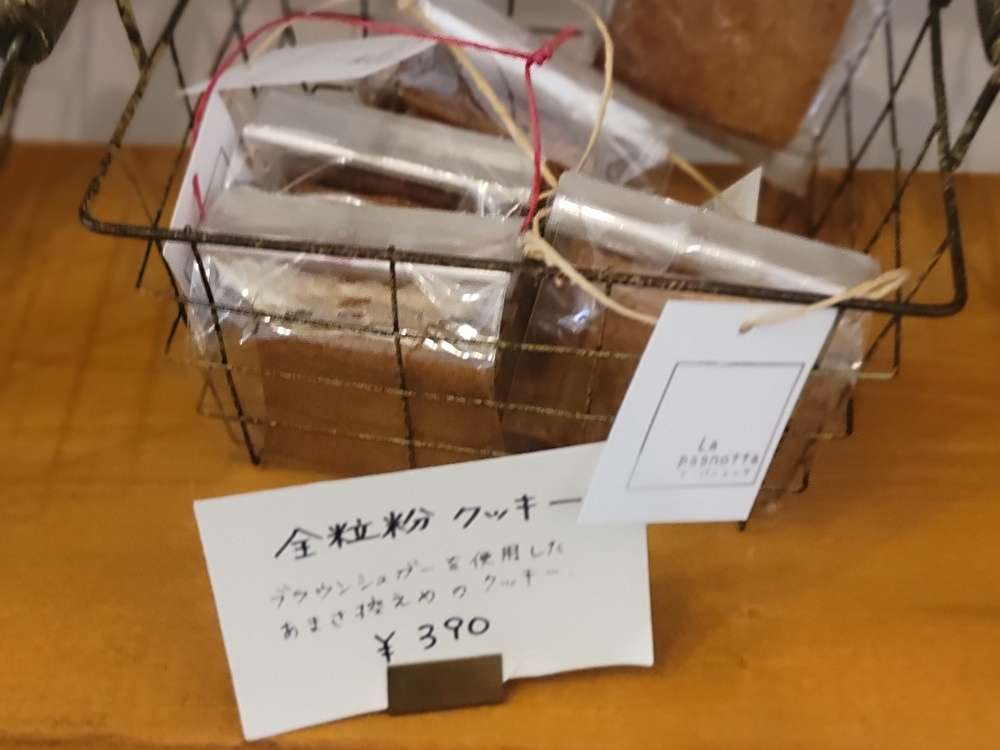 La
pagnotta
全粒粉 クッキー
ブラウンシュガーを使用した
あまさ控えめのクッキー
¥390